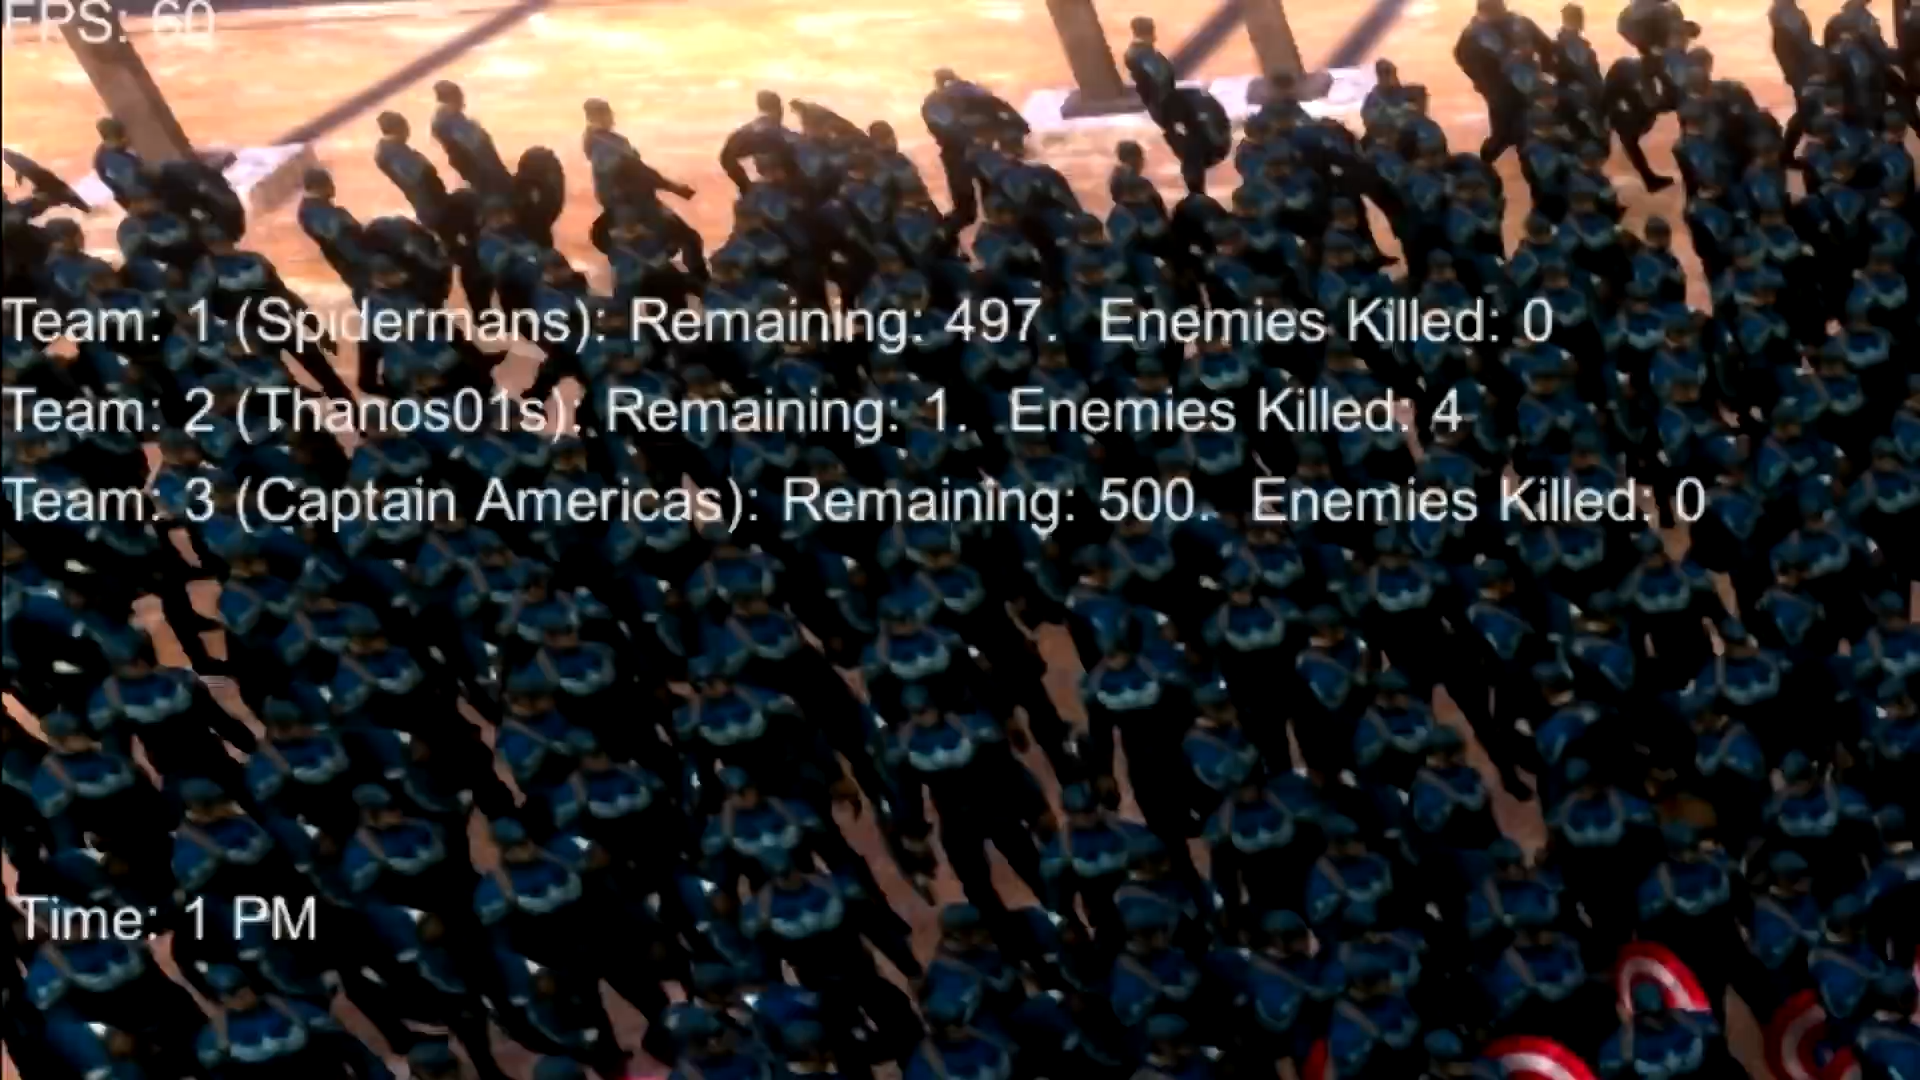 FPS: 60
Team: 1 (Spidermans): Remaining: 497. Enemies Killed: 0
Team: 2 (Thanos01s): Remaining: 1. Enemies Killed: 4
Team: 3 (Captain Americas): Remaining: 500. Enemies Killed: 0
Time: 1 PM